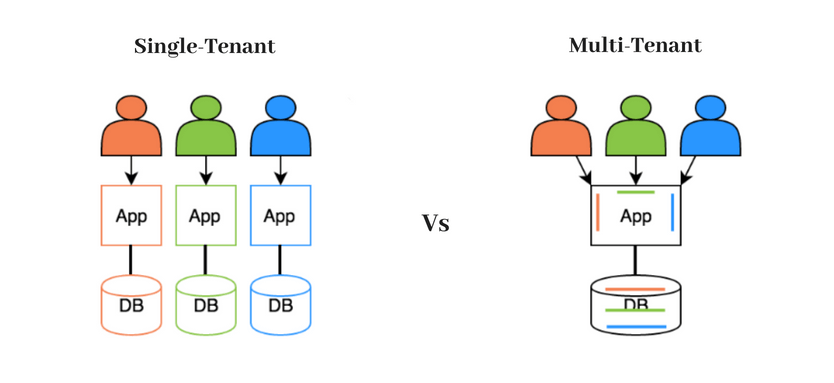 Single-Tenant
Multi-Tenant
App
App
App
Vs
App
DB
DB
DB
DB